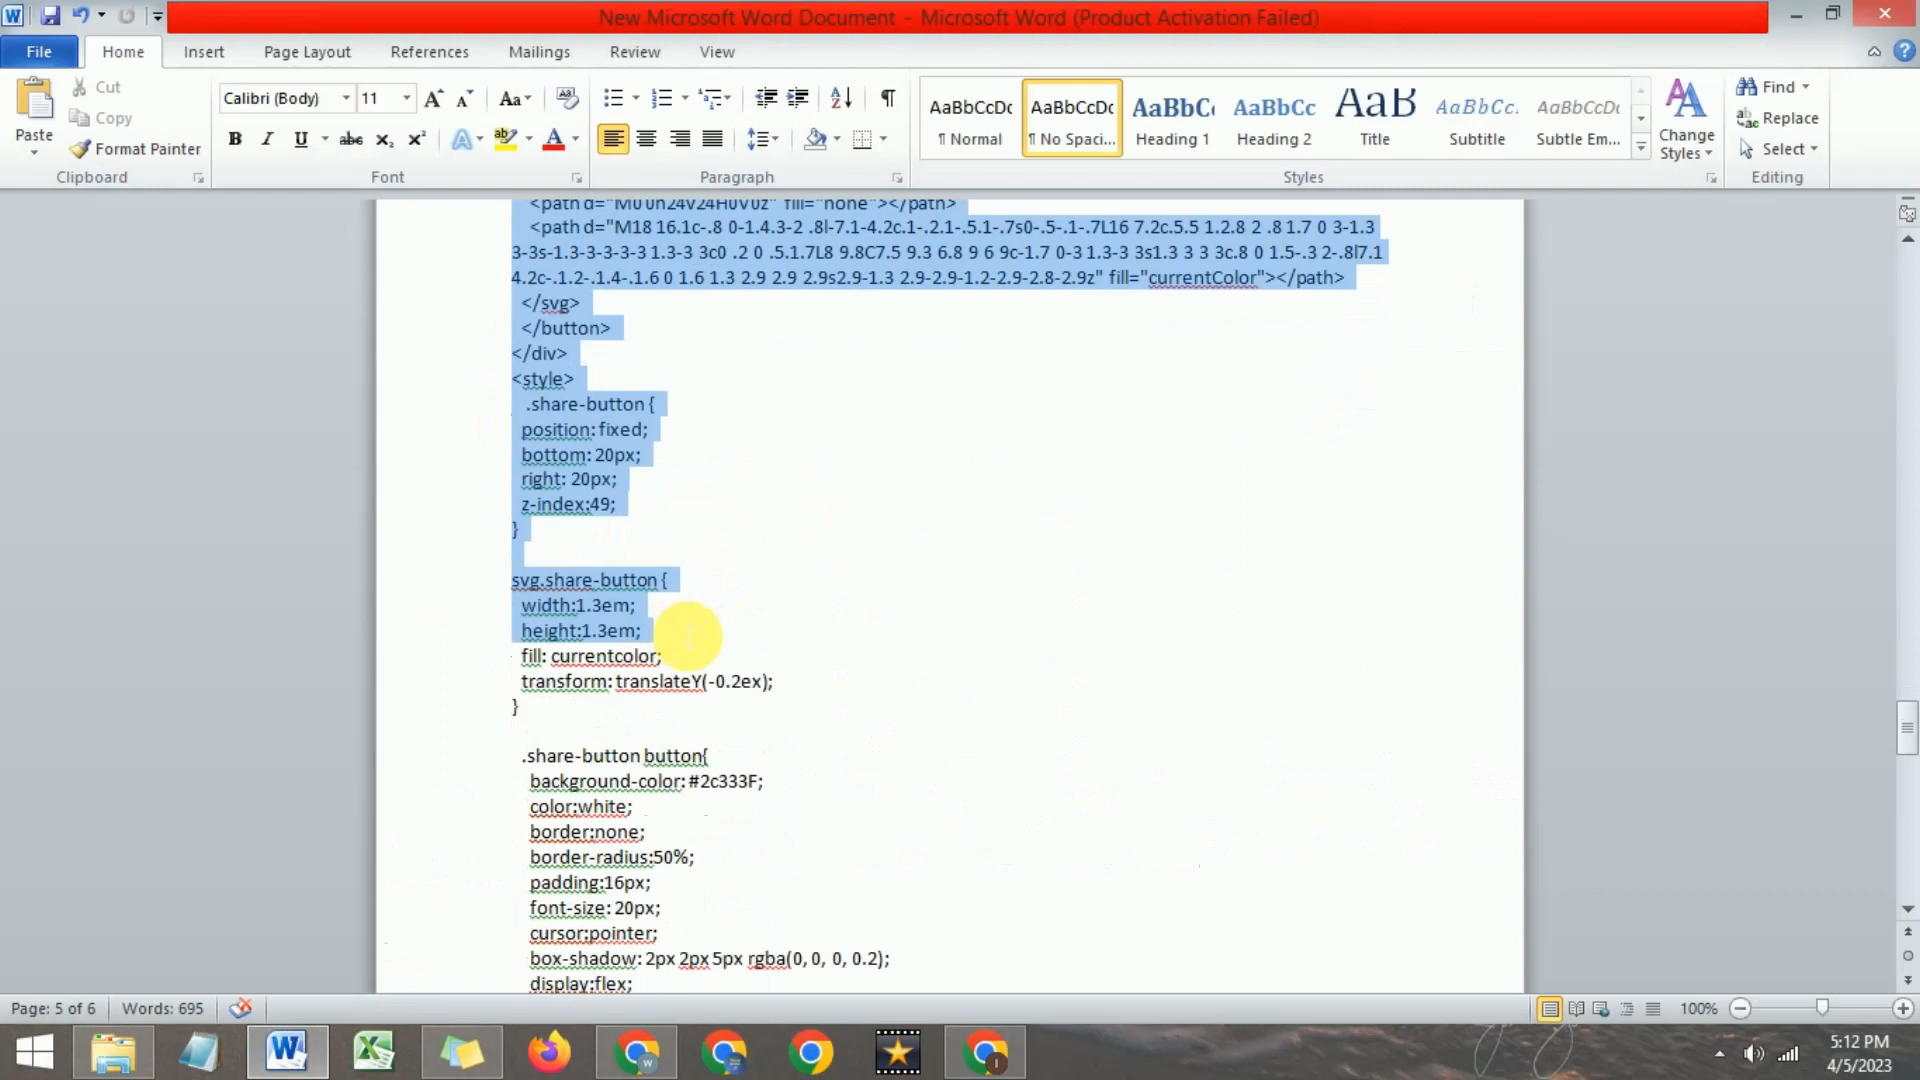 New Microsoft Word Document - Microsoft Word (Product Activation Failed)
File Home Insert Page Layout References Mailings Review View
Paste
Cut
Copy
Format Painter
Clipboard
Calibri (Body) 11
Font
Paragraph
AaBbCcDc AaBbCcDc AaBbC AaBbCc AaB AaBbCc. AaBbCcDc
¶ Normal ¶ No Spaci... Heading 1 Heading 2 Title Subtitle Subtle Em...
Styles
Change Styles
Find
Replace
Select
Editing
<path d="M0 0h24v24H0V0z" fill="none"></path>
<path d="M18 16.1c-.8 0-1.4.3-2 .8l-7.1-4.2c.1-.2.1-.5.1-.7s0-.5-.1-.7L16 7.2c.5.5 1.2.8 2 .8 1.7 0 3-1.3
3-3s-1.3-3-3-3-3 1.3-3 3c0 .2 0 .5.1.7L8 9.8C7.5 9.3 6.8 9 6 9c-1.7 0-3 1.3-3 3s1.3 3 3 3c.8 0 1.5-.3 2-.8l7.1
4.2c-.1.2-.1.4-.1.6 0 1.6 1.3 2.9 2.9 2.9s2.9-1.3 2.9-2.9-1.2-2.9-2.8-2.9z" fill="currentColor"></path>
</svg>
</button>
</div>
<style>
.share-button {
position: fixed;
bottom: 20px;
right: 20px;
z-index:49;
}
svg.share-button {
width:1.3em;
height:1.3em;
fill: currentcolor;
transform: translateY(-0.2ex);
}
.share-button button{
background-color: #2c333F;
color:white;
border:none;
border-radius:50%;
padding:16px;
font-size: 20px;
cursor:pointer;
box-shadow: 2px 2px 5px rgba(0, 0, 0, 0.2);
display:flex;
Page: 5 of 6 Words: 695 100%
5:12 PM
4/5/2023